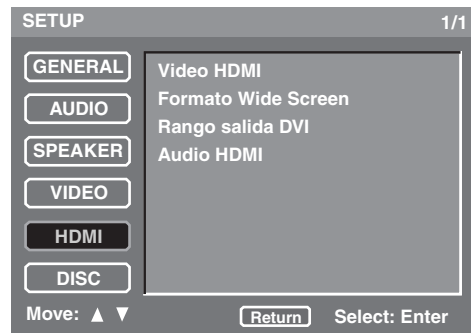 SETUP 1/1
GENERAL
AUDIO
SPEAKER
VIDEO
HDMI
DISC
Video HDMI
Formato Wide Screen
Rango salida DVI
Audio HDMI
Move: ▲ ▼ Return Select: Enter